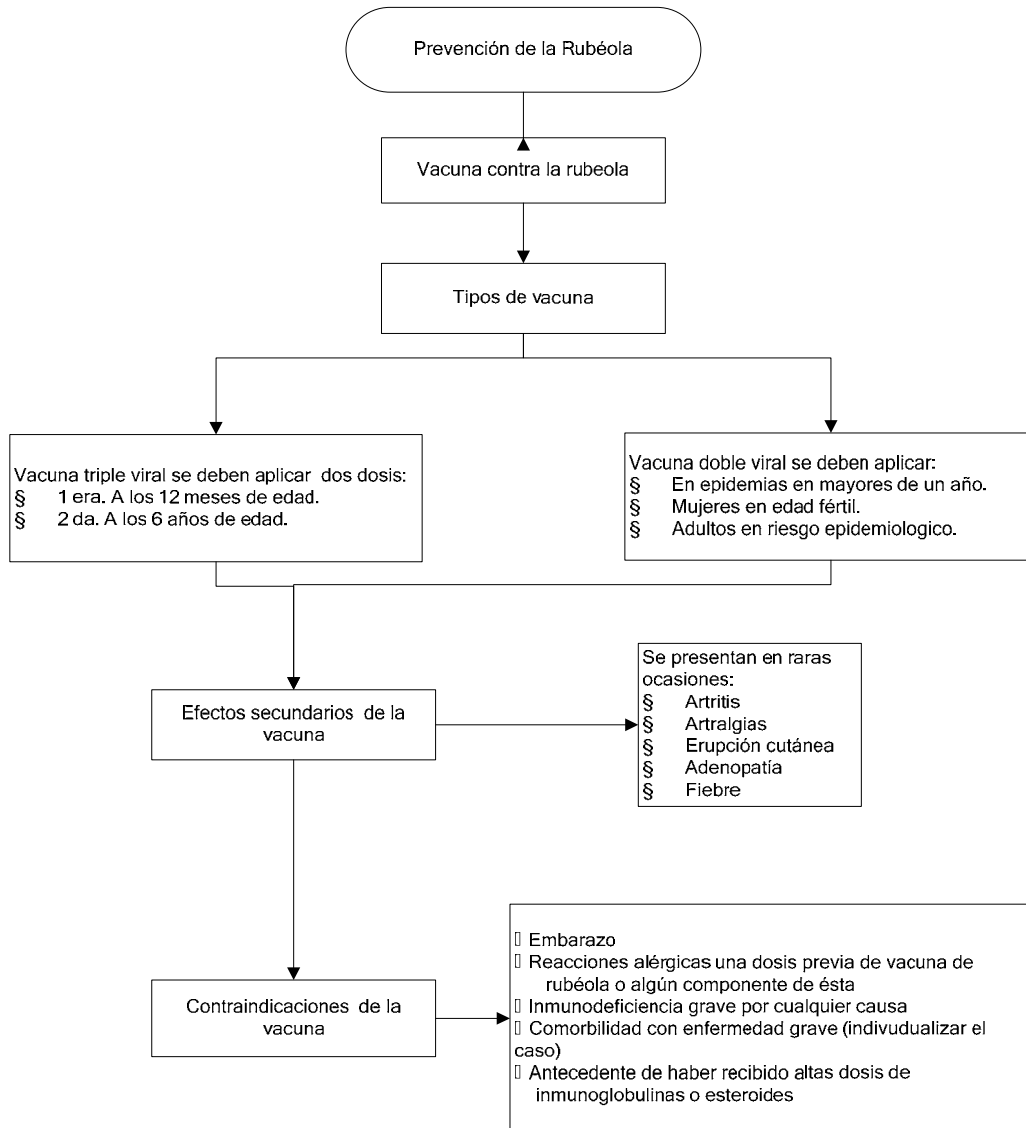 Prevención de la Rubéola
Vacuna contra la rubeola
Tipos de vacuna
Vacuna triple viral se deben aplicar dos dosis:
§ 1 era. A los 12 meses de edad.
§ 2 da. A los 6 años de edad.
Vacuna doble viral se deben aplicar:
§ En epidemias en mayores de un año.
§ Mujeres en edad fértil.
§ Adultos en riesgo epidemiologico.
Efectos secundarios de la
vacuna
Se presentan en raras
ocasiones:
§ Artritis
§ Artralgias
§ Erupción cutánea
§ Adenopatía
§ Fiebre
Contraindicaciones de la
vacuna
▯ Embarazo
▯ Reacciones alérgicas una dosis previa de vacuna de
rubéola o algún componente de ésta
▯ Inmunodeficiencia grave por cualquier causa
▯ Comorbilidad con enfermedad grave (indivudualizar el
caso)
▯ Antecedente de haber recibido altas dosis de
inmunoglobulinas o esteroides